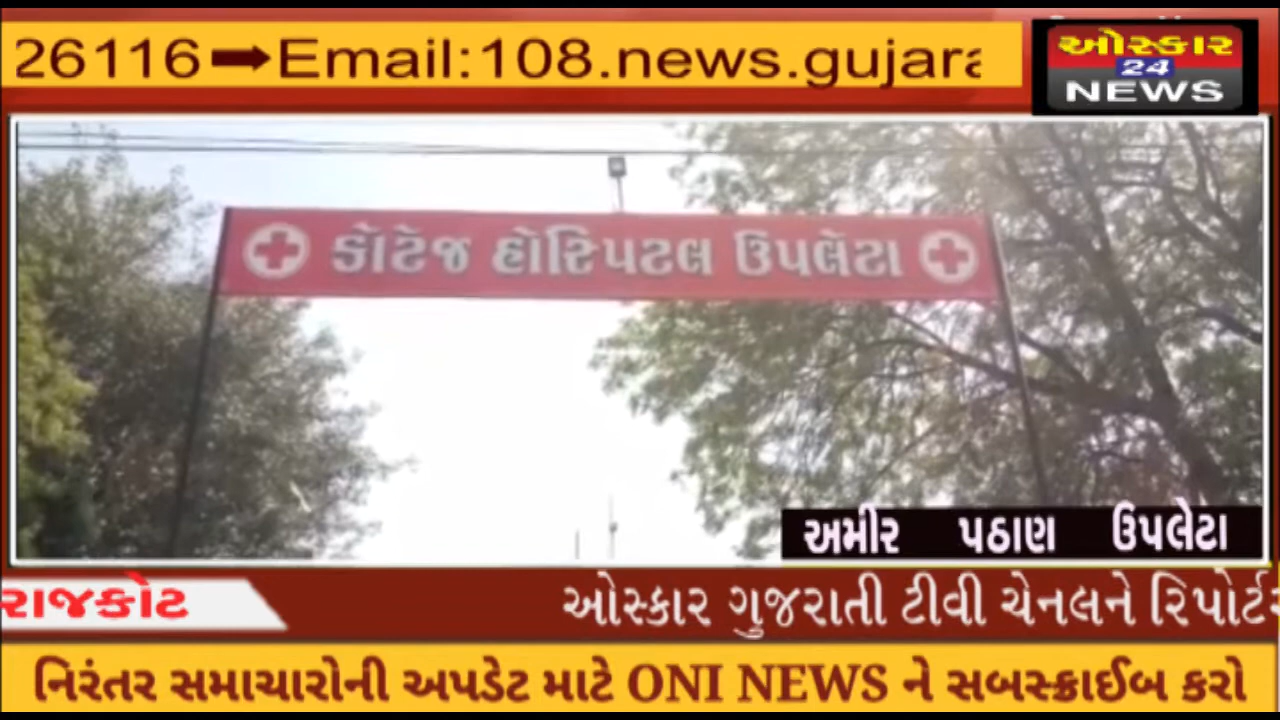 26116➡Email:108.news.gujara
ઓસ્કાર
24
NEWS
કોટેજ હોસ્પિટલ ઉપલેટા
અમીર પઠાણ ઉપલેટા
રાજકોટ
ઓસ્કાર ગુજરાતી ટીવી ચેનલને રિપોર્ટર
નિરંતર સમાચારોની અપડેટ માટે ONI NEWS ને સબસ્ક્રાઈબ કરો